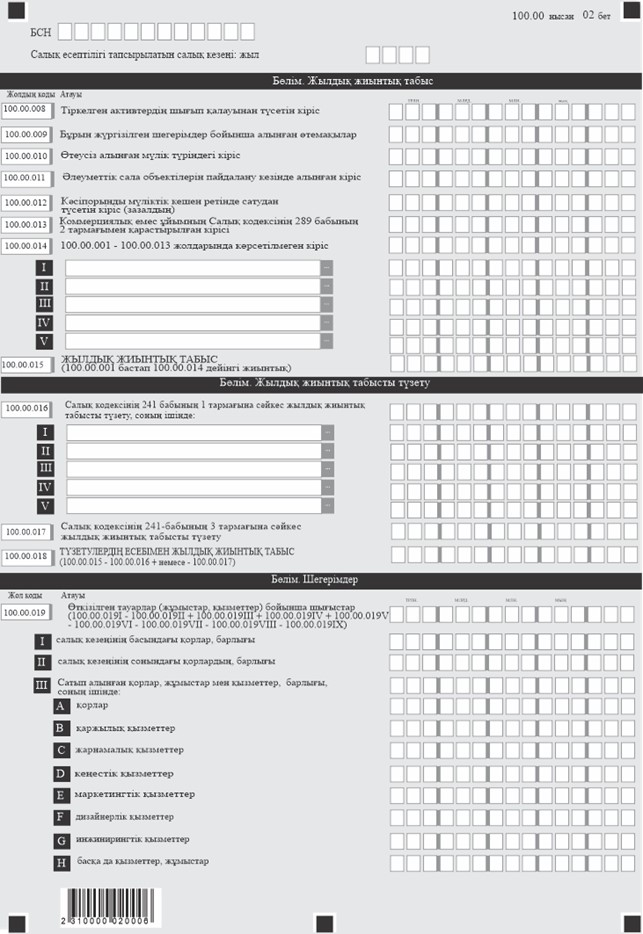 100.00 нысан 02 бет
БСН
Салық есептілігі тапсырылатын салық кезеңі: жыл
Бөлім. Жылдық жиынтық табыс
Жолдың коды Атауы
100.00.008 Тіркелген активтердің шығып қалауынан түсетін кіріс
100.00.009 Бұрын жүргізілген шегерімдер бойынша алынған өтемақылар
100.00.010 Өтеусіз алынған мүлік түріндегі кіріс
100.00.011 Әлеуметтік сала объектілерін пайдалану кезінде алынған кіріс
100.00.012 Кәсіпорынды мүліктік кешен ретінде сатудан
түсетін кіріс (зазалдың)
100.00.013 Коммерциялық емес ұйымның Салық кодексінің 289 бабының
2 тармағымен қарастырылған кірісі
100.00.014 100.00.001 - 100.00.013 жолдарында көрсетілмеген кіріс
I
II
III
IV
V
100.00.015 ЖЫЛДЫҚ ЖИЫНТЫҚ ТАБЫС
(100.00.001 бастап 100.00.014 дейінгі жиынтық)
Бөлім. Жылдық жиынтық табысты түзету
100.00.016 Салық кодексінің 241 бабының 1 тармағына сәйкес жылдық жиынтық
табысты түзету, соның ішінде:
I
II
III
IV
V
100.00.017 Салық кодексінің 241-бабының 3 тармағына сәйкес
жылдық жиынтық табысты түзету
100.00.018 ТҮЗЕТУЛЕРДІҢ ЕСЕБІМЕН ЖЫЛДЫҚ ЖИЫНТЫҚ ТАБЫС
(100.00.015 - 100.00.016 + немесе - 100.00.017)
Бөлім. Шегерімдер
Жол коды Атауы
100.00.019 Өткізілген тауарлар (жұмыстар, қызметтер) бойынша шығыстар
(100.00.019I - 100.00.019II + 100.00.019III + 100.00.019IV + 100.00.019V
- 100.00.019VI - 100.00.019VII - 100.00.019VIII - 100.00.019IX)
I салық кезеңінің басындағы қорлар, барлығы
II салық кезеңінің соңындағы қорлардың, барлығы
III Сатып алынған қорлар, жұмыстар мен қызметтер, барлығы,
соның ішінде:
A қорлар
B қаржылық қызметтер
C жарнамалық қызметтер
D кеңестік қызметтер
E маркетингтік қызметтер
F дизайнерлік қызметтер
G инжинирингтік қызметтер
H басқа да қызметтер, жұмыстар
2 310000 020006